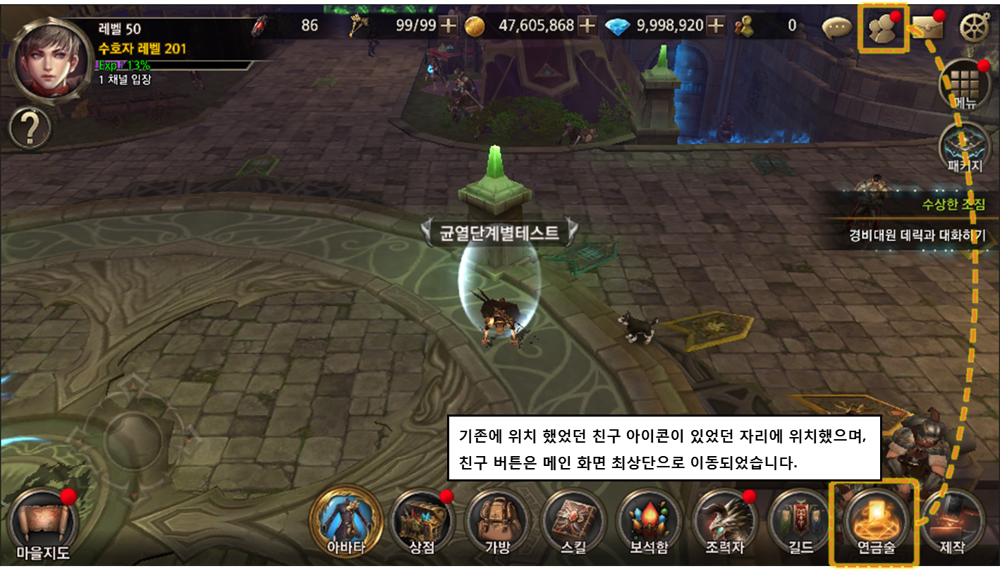 레벨 50
86
99/99
47,605,868
9,998,920
0
수호자 레벨 201
Exp : 13%
1 채널 입장
메뉴
패키지
수상한 조짐
경비대원 데릭과 대화하기
균열단계별테스트
기존에 위치 했었던 친구 아이콘이 있었던 자리에 위치했으며,
친구 버튼은 메인 화면 최상단으로 이동되었습니다.
마을지도
아바타
상점
가방
스킬
보석함
조력자
길드
연금술
제작